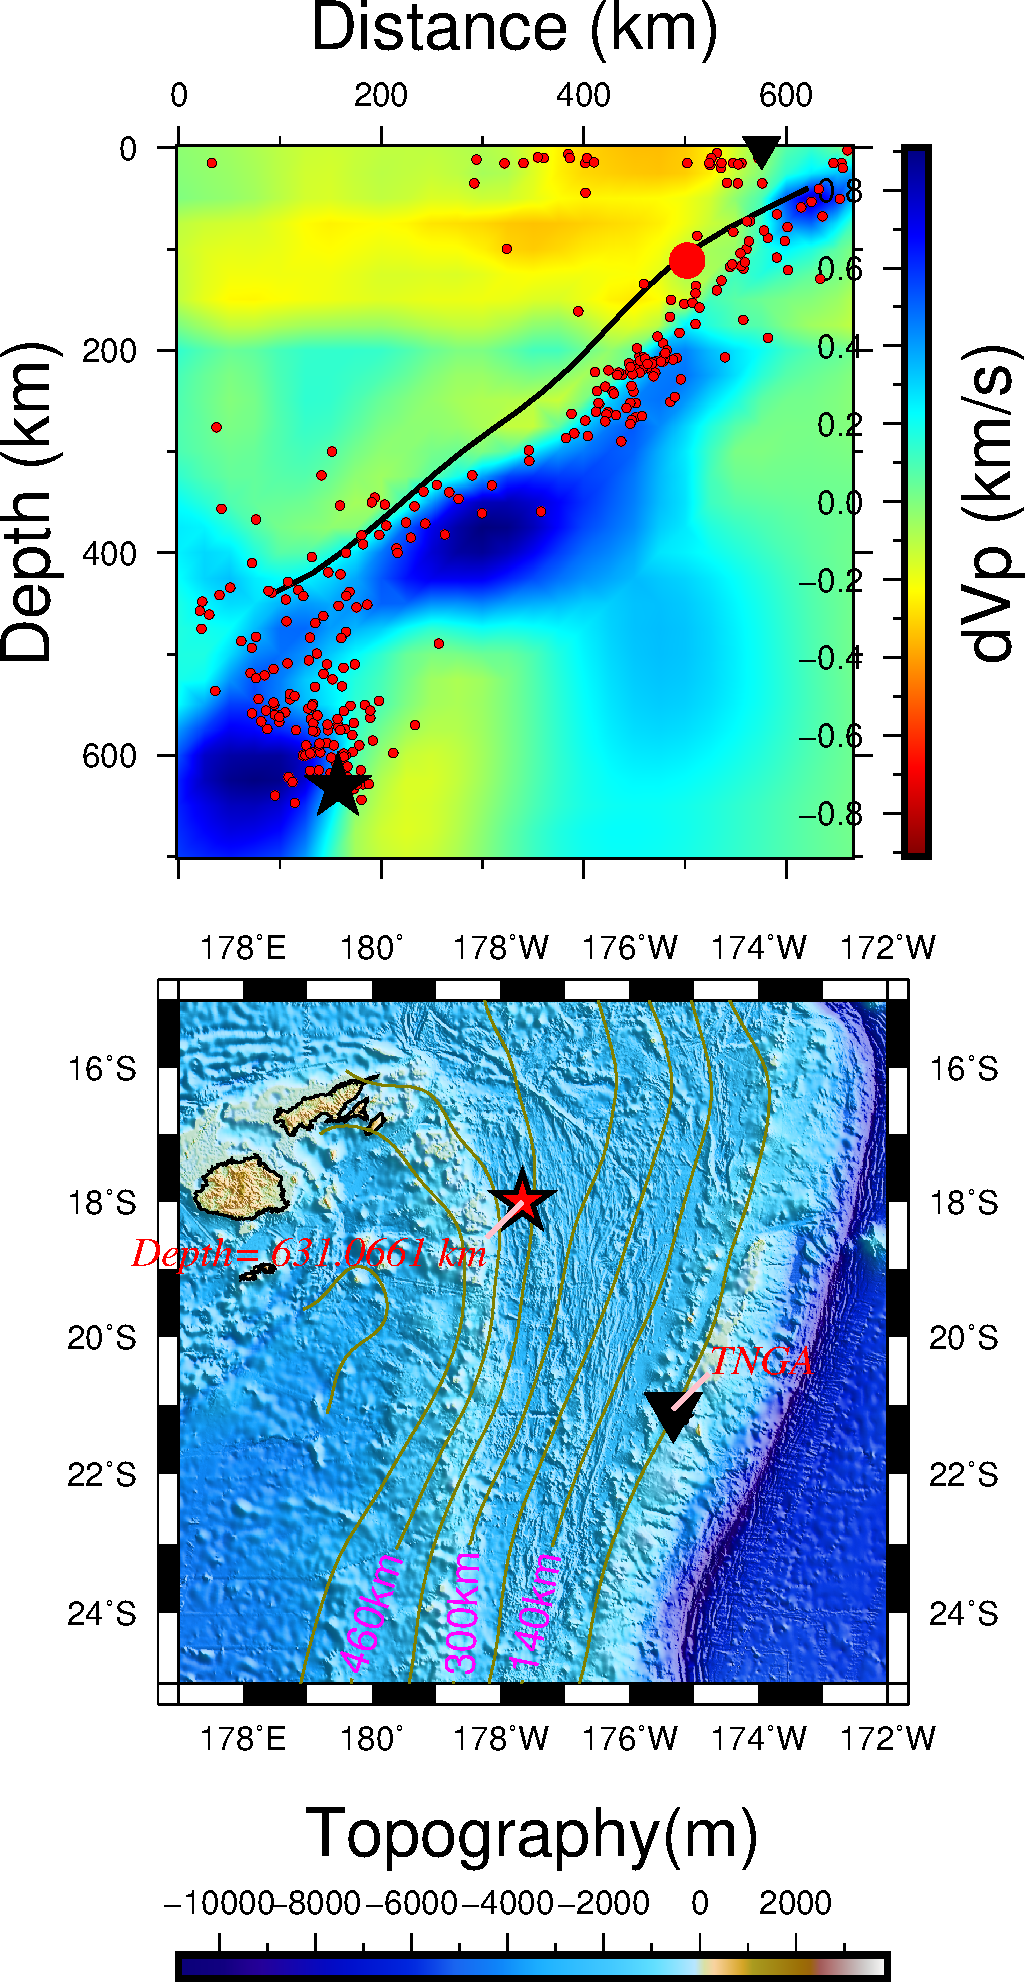 Distance (km)
0 200 400 600
0
200
400
600
Depth (km)
0.8
0.6
0.4
0.2
0.0
−0.2
−0.4
−0.6
−0.8
dVp (km/s)
178˚E 180˚ 178˚W 176˚W 174˚W 172˚W
16˚S 16˚S
18˚S 18˚S
Depth= 631.0661 km
20˚S 20˚S
TNGA
22˚S 22˚S
460km 300km 140km
24˚S 24˚S
178˚E 180˚ 178˚W 176˚W 174˚W 172˚W
Topography(m)
−10000 −8000 −6000 −4000 −2000 0 2000